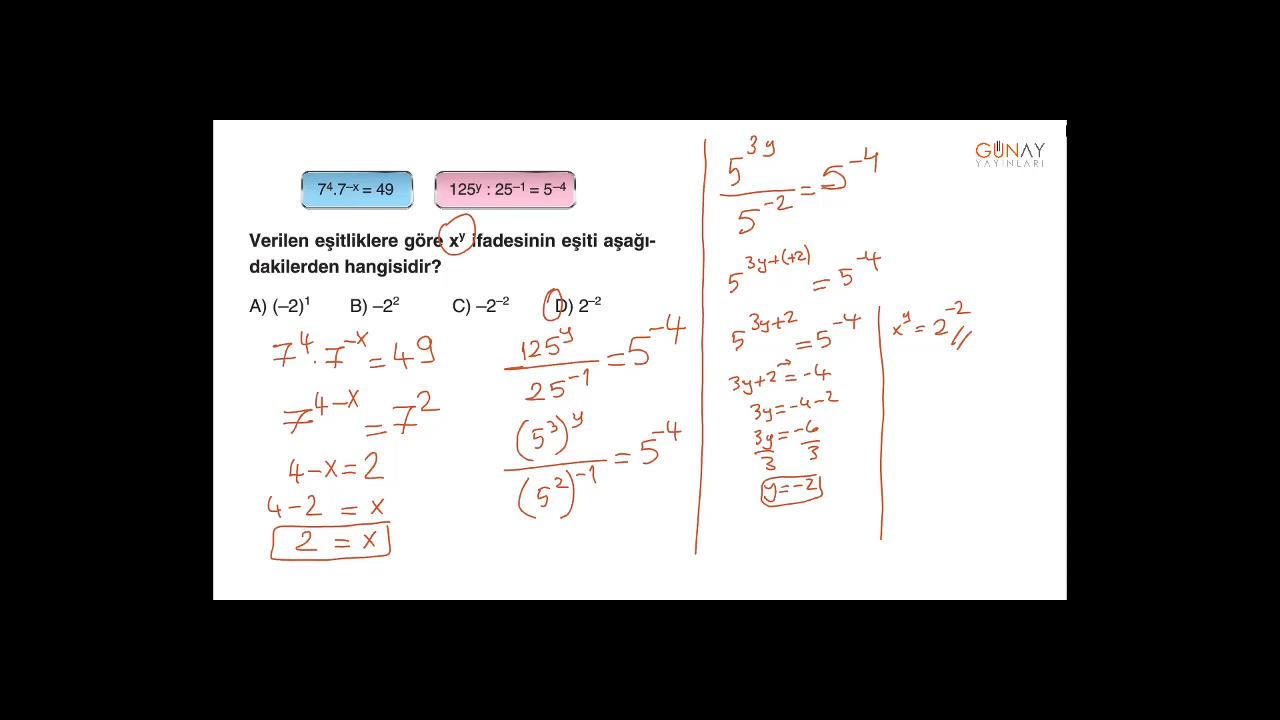 GÜNAY
YAYINLARI
7⁴.7⁻ˣ = 49
125ʸ : 25⁻¹ = 5⁻⁴
Verilen eşitliklere göre xʸ ifadesinin eşiti aşağı-
dakilerden hangisidir?
A) (–2)¹ B) –2² C) –2⁻² D) 2⁻²
7⁴ . 7⁻ˣ = 49
7⁴⁻ˣ = 7²
4-x = 2
4-2 = x
2 = x
125ʸ / 25⁻¹ = 5⁻⁴
(5³)ʸ / (5²)⁻¹ = 5⁻⁴
5³ʸ / 5⁻² = 5⁻⁴
5³ʸ⁺⁽⁺²⁾ = 5⁻⁴
5³ʸ⁺² = 5⁻⁴
3y+2 = -4
3y = -4-2
3y/3 = -6/3
y = -2
xʸ = 2⁻² //